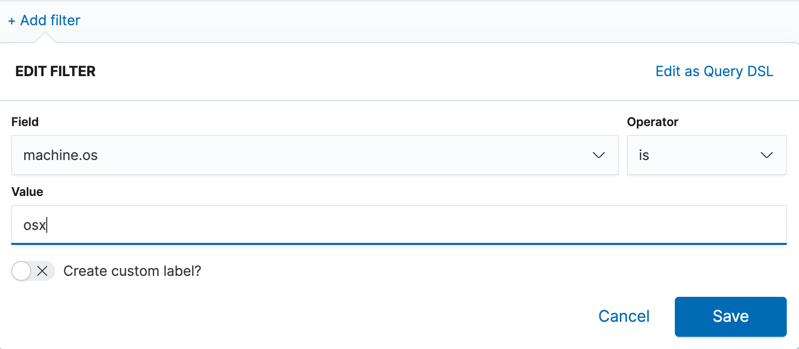 + Add filter
EDIT FILTER Edit as Query DSL
Field Operator
machine.os is
Value
osx
Create custom label?
Cancel Save